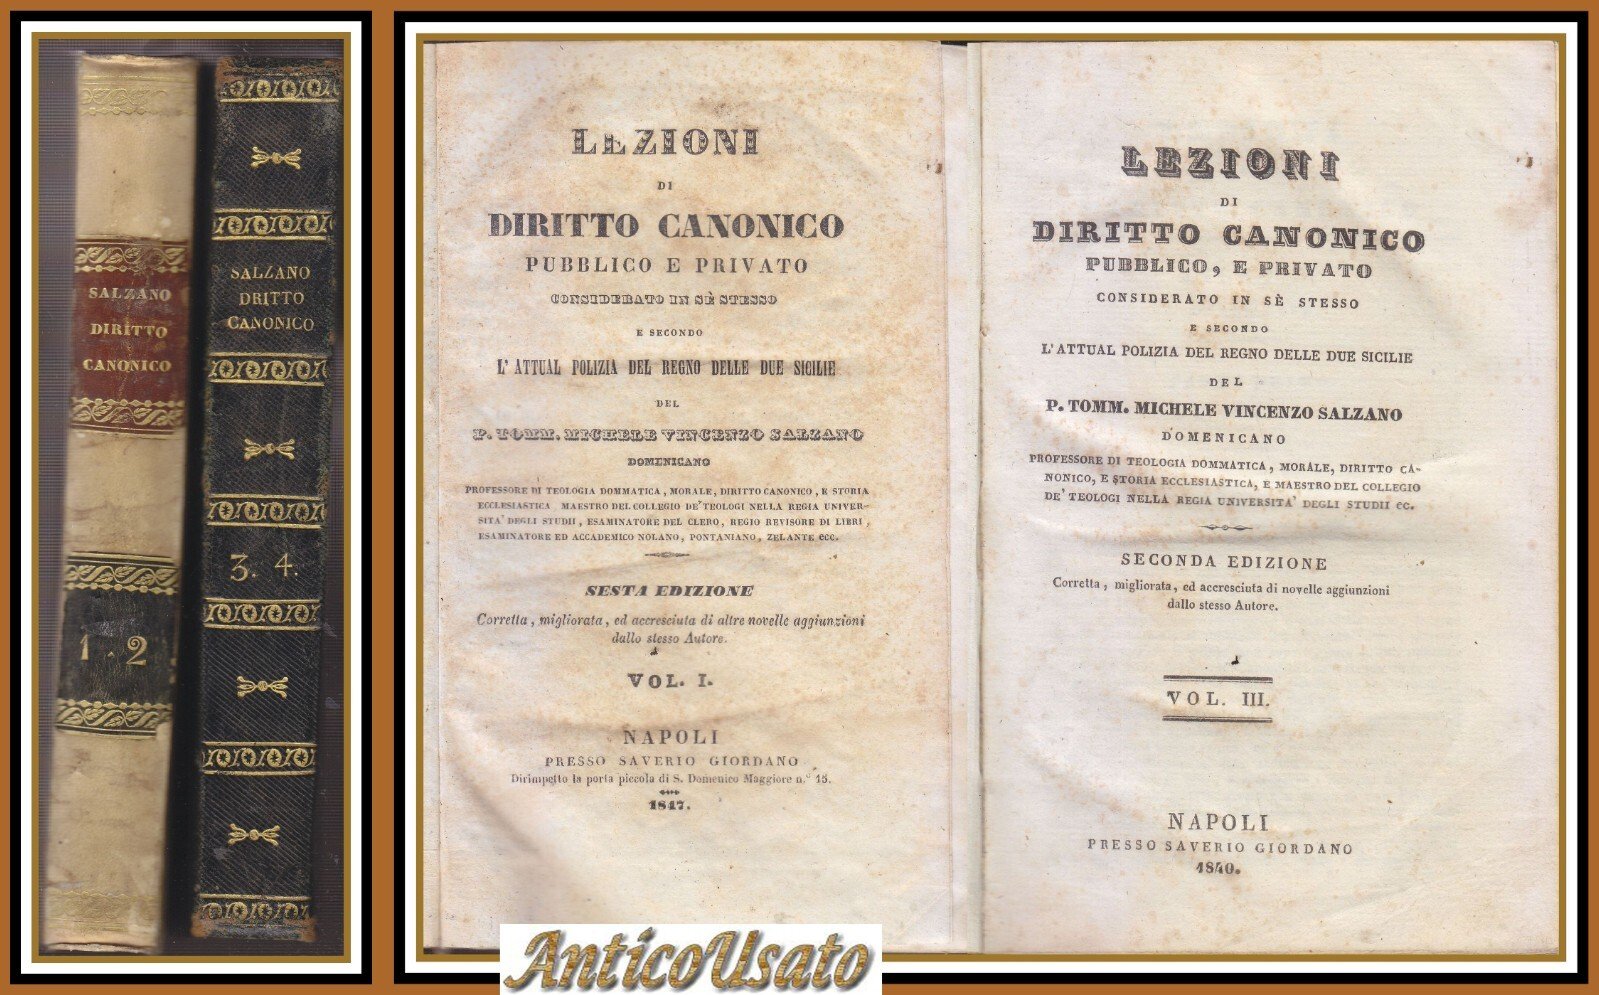 SALZANO
DIRITTO
CANONICO
1.2
SALZANO
DRITTO
CANONICO
3.4.
LEZIONI
DI
DIRITTO CANONICO
PUBBLICO E PRIVATO
CONSIDERATO IN SÈ STESSO
E SECONDO
L'ATTUAL POLIZIA DEL REGNO DELLE DUE SICILIE
DEL
P. TOMM. MICHELE VINCENZO SALZANO
DOMENICANO
PROFESSORE DI TEOLOGIA DOMMATICA, MORALE, DIRITTO CANONICO, E STORIA
ECCLESIASTICA, MAESTRO DEL COLLEGIO DE' TEOLOGI NELLA REGIA UNIVER-
SITA' DEGLI STUDII, ESAMINATORE DEL CLERO, REGIO REVISORE DI LIBRI,
ESAMINATORE ED ACCADEMICO NOLANO, PONTANIANO, ZELANTE ecc.
SESTA EDIZIONE
Corretta, migliorata, ed accresciuta di altre novelle aggiunzioni
dallo stesso Autore.
VOL. I.
NAPOLI
PRESSO SAVERIO GIORDANO
Dirimpetto la porta piccola di S. Domenico Maggiore n.° 15.
1847.
LEZIONI
DI
DIRITTO CANONICO
PUBBLICO, E PRIVATO
CONSIDERATO IN SÈ STESSO
E SECONDO
L'ATTUAL POLIZIA DEL REGNO DELLE DUE SICILIE
DEL
P. TOMM. MICHELE VINCENZO SALZANO
DOMENICANO
PROFESSORE DI TEOLOGIA DOMMATICA, MORALE, DIRITTO CA-
NONICO, E STORIA ECCLESIASTICA, E MAESTRO DEL COLLEGIO
DE' TEOLOGI NELLA REGIA UNIVERSITA' DEGLI STUDII ec.
SECONDA EDIZIONE
Corretta, migliorata, ed accresciuta di novelle aggiunzioni
dallo stesso Autore.
VOL. III.
NAPOLI
PRESSO SAVERIO GIORDANO
1840.
AnticoUsato